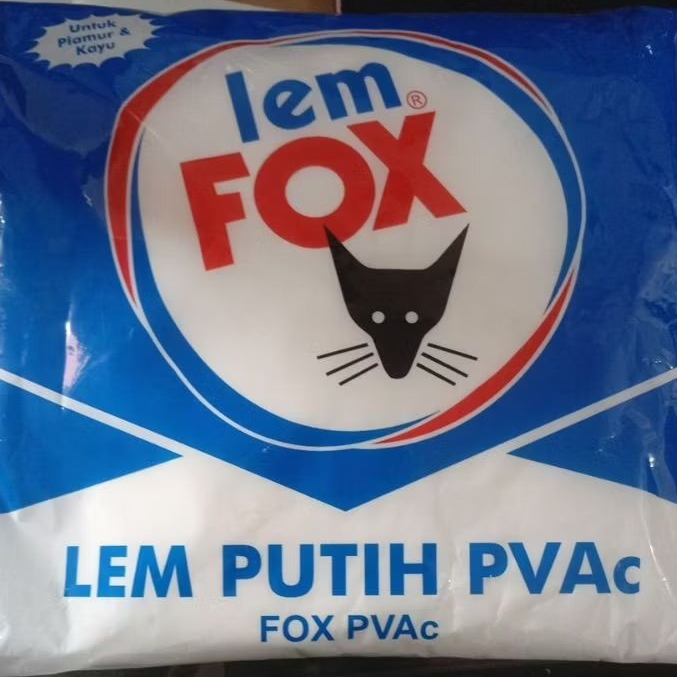 Untuk
Plamur &
Kayu
lem®
FOX
LEM PUTIH PVAc
FOX PVAc